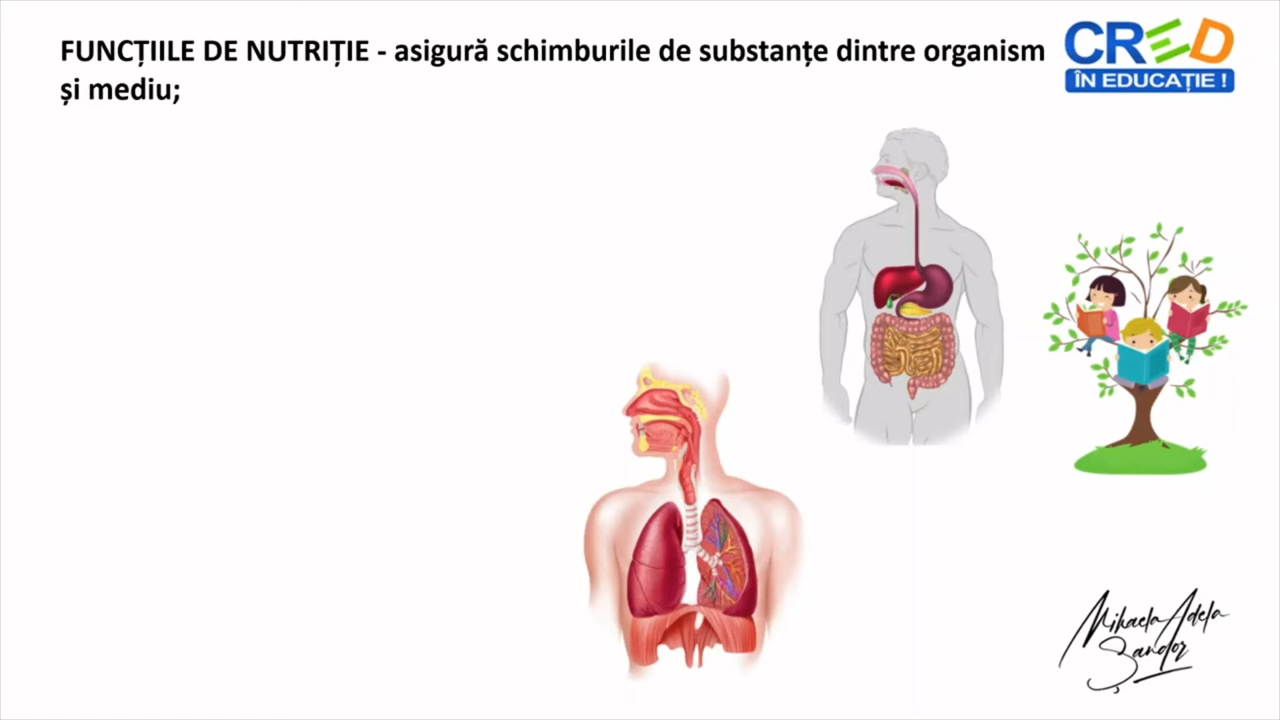 FUNCȚIILE DE NUTRIȚIE - asigură schimburile de substanțe dintre organism
și mediu;
CRED
ÎN EDUCAȚIE !
Mihaela Adela
Șandor